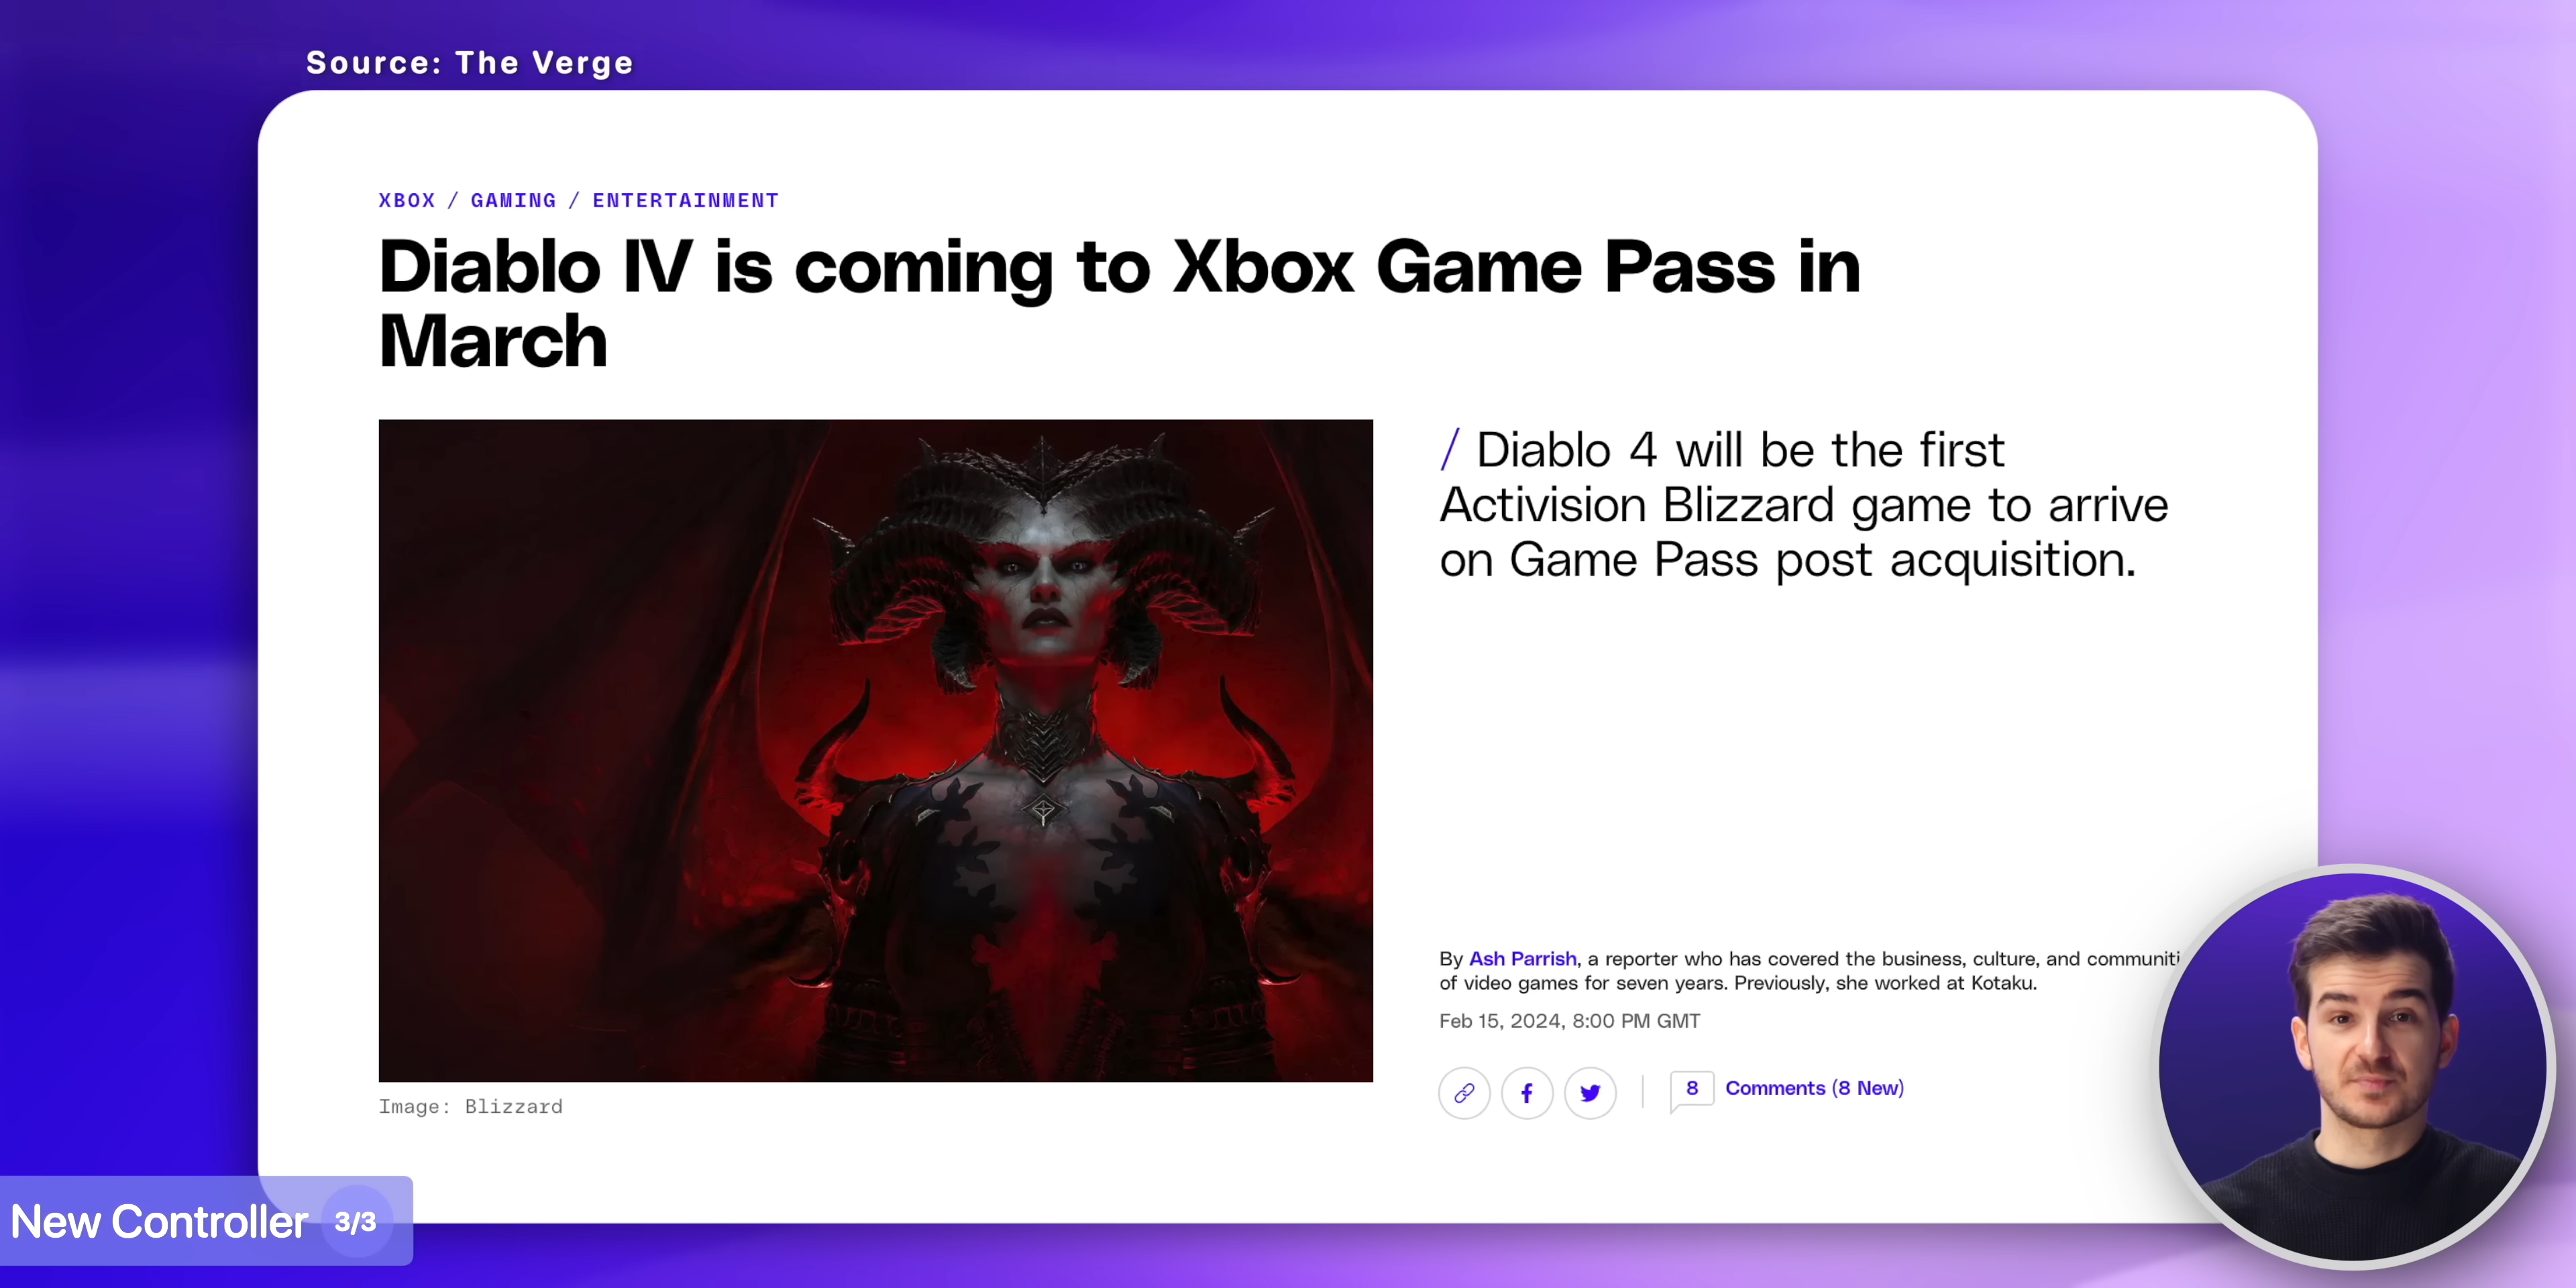 Source: The Verge
XBOX / GAMING / ENTERTAINMENT
Diablo IV is coming to Xbox Game Pass in
March
/ Diablo 4 will be the first
Activision Blizzard game to arrive
on Game Pass post acquisition.
By Ash Parrish, a reporter who has covered the business, culture, and communiti
of video games for seven years. Previously, she worked at Kotaku.
Feb 15, 2024, 8:00 PM GMT
8 Comments (8 New)
Image: Blizzard
New Controller 3/3